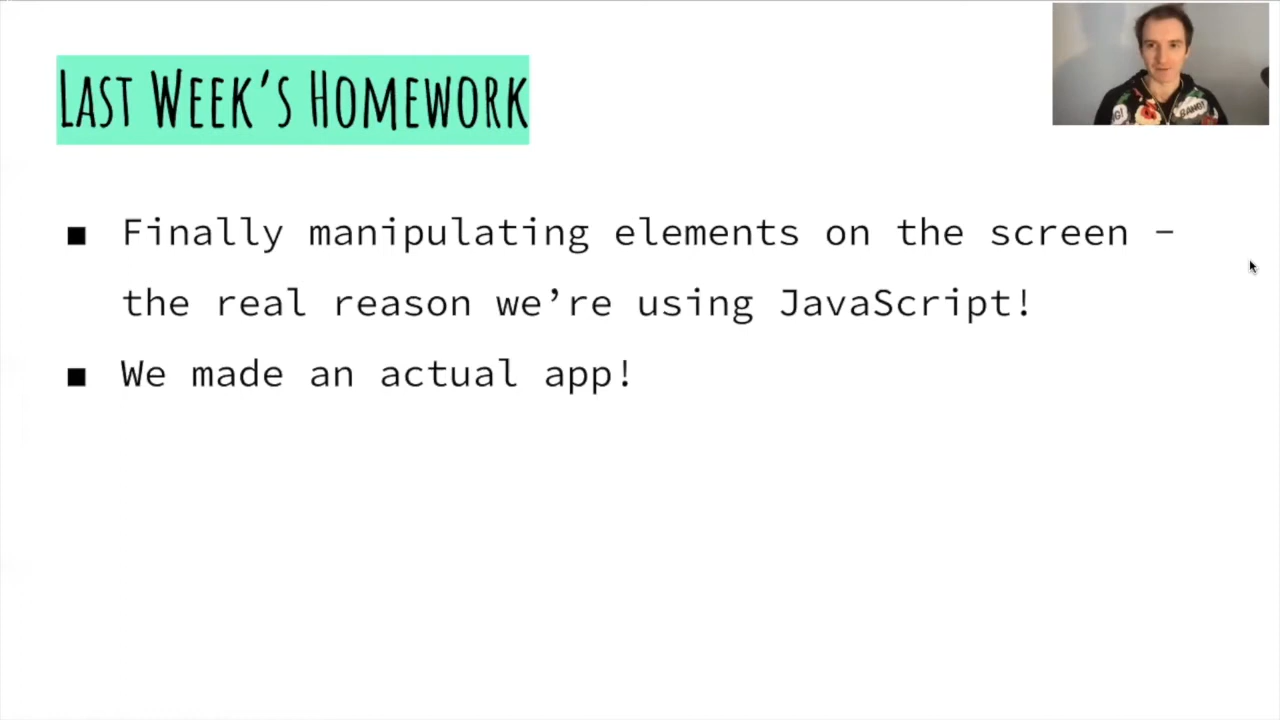 Last Week's Homework
■ Finally manipulating elements on the screen –
the real reason we’re using JavaScript!
■ We made an actual app!
BANG!